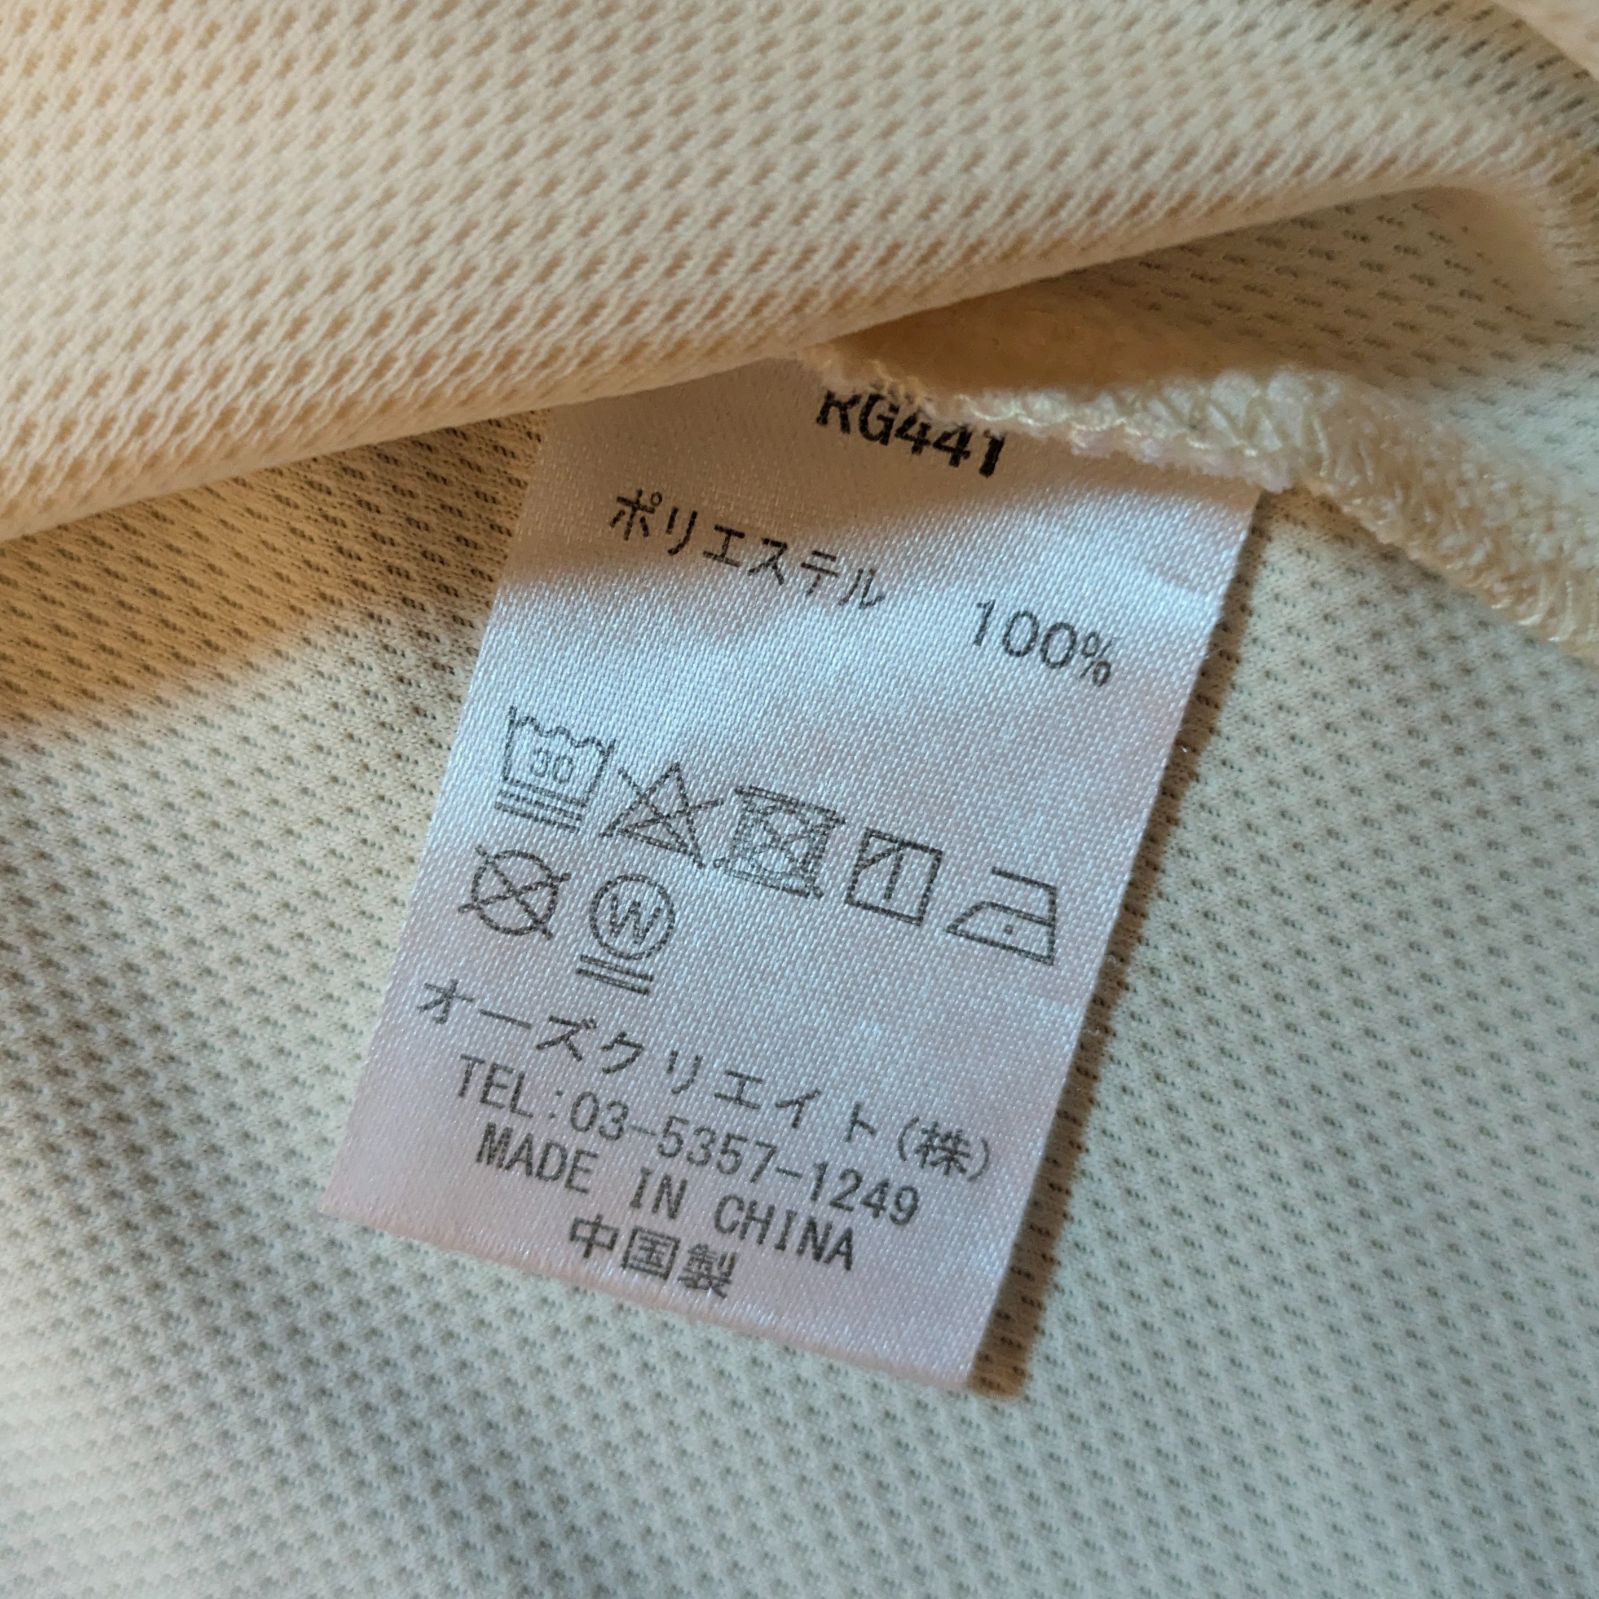 RG441
ポリエステル 100%
30
W
オーズクリエイト(株)
TEL:03-5357-1249
MADE IN CHINA
中国製